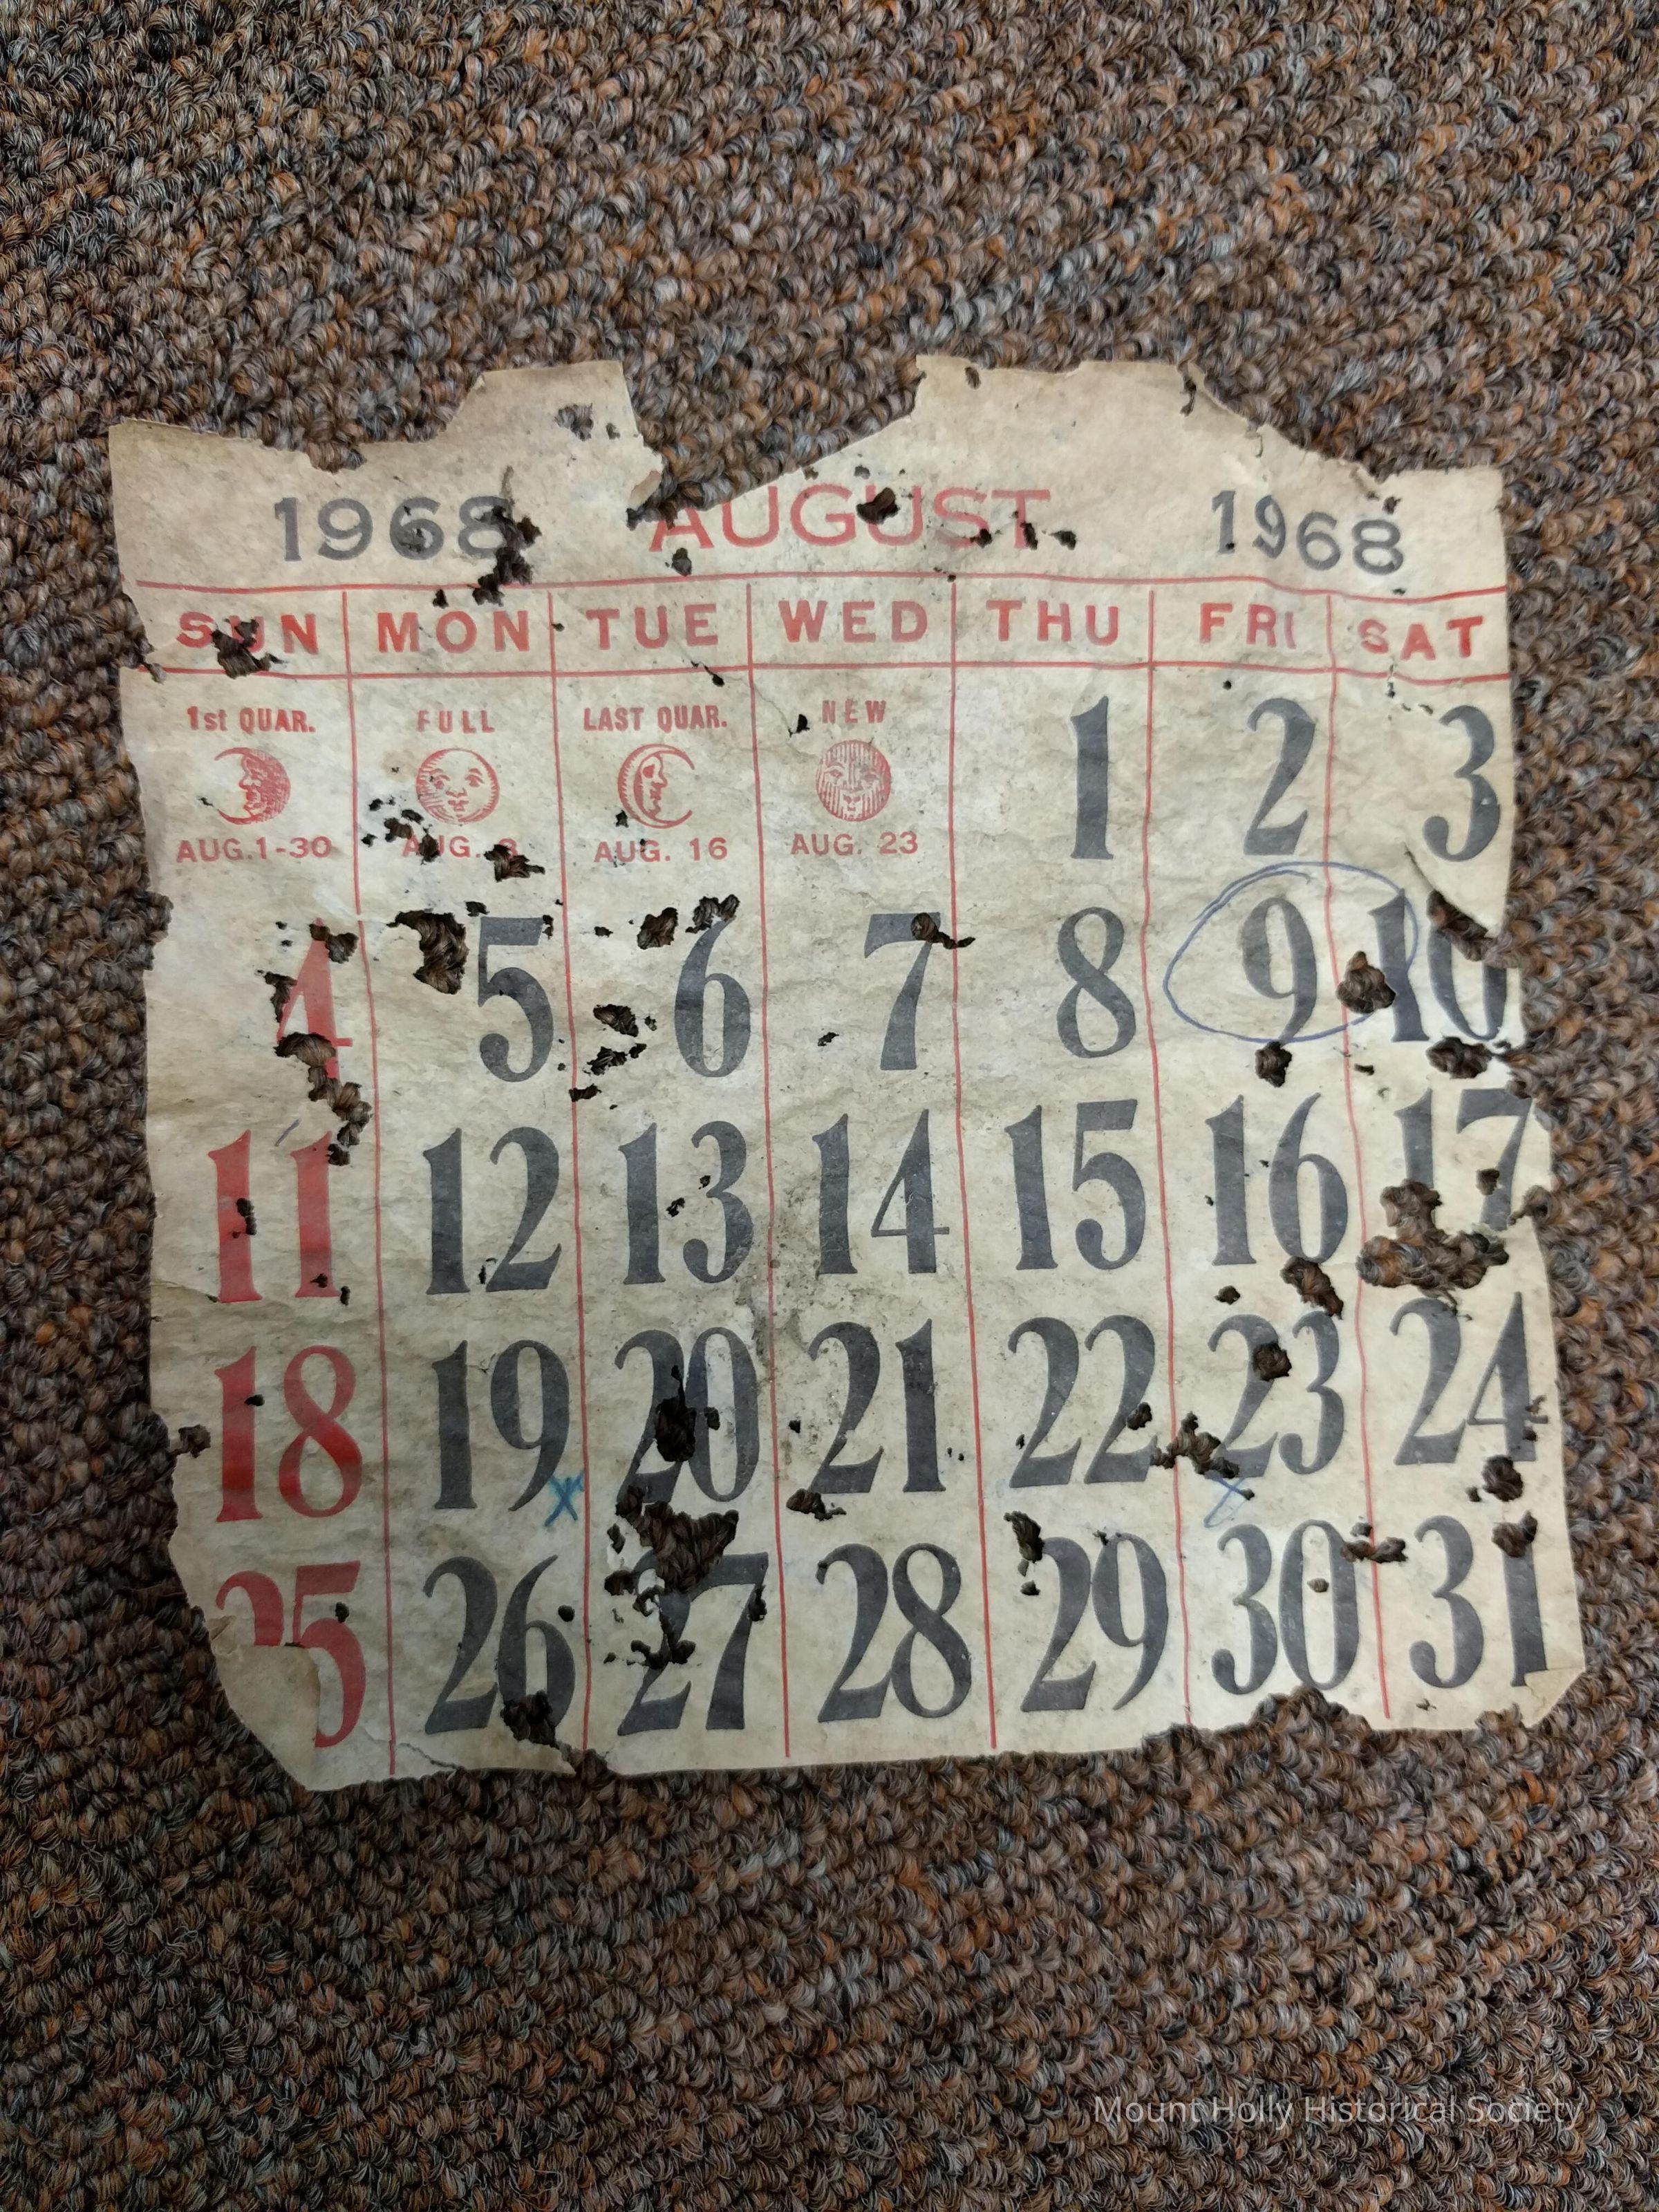 1968 AUGUST 1968
SUN MON TUE WED THU FRI SAT
1st QUAR. FULL LAST QUAR. NEW 1 2 3
AUG.1-30 AUG. 8 AUG. 16 AUG. 23
4 5 6 7 8 9 10
11 12 13 14 15 16 17
18 19 20 21 22 23 24
x x
25 26 27 28 29 30 31
Mount Holly Historical Society